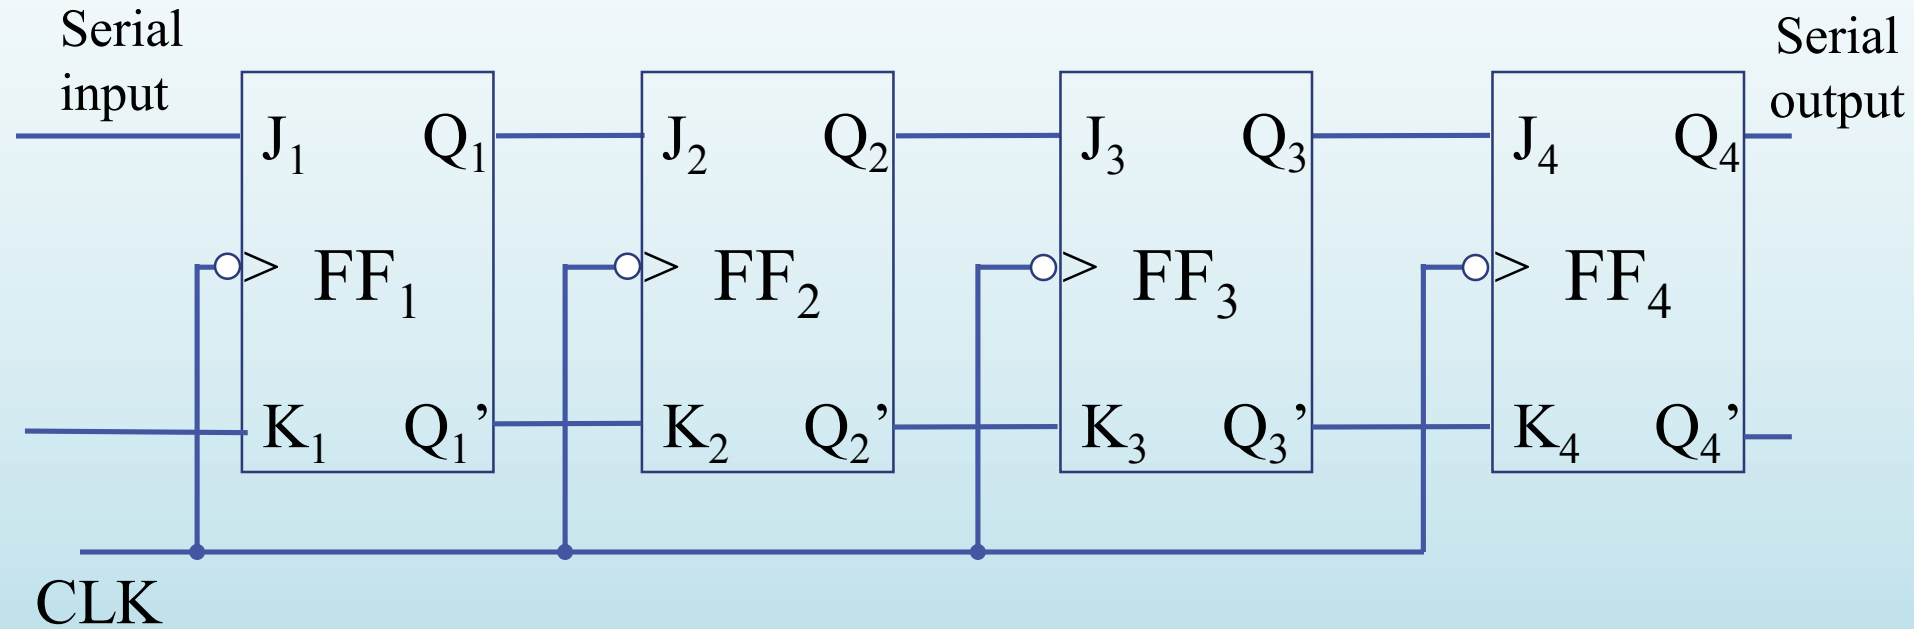 Serial
input
Serial
output
J₁ Q₁ J₂ Q₂ J₃ Q₃ J₄ Q₄
> FF₁ > FF₂ > FF₃ > FF₄
K₁ Q₁’ K₂ Q₂’ K₃ Q₃’ K₄ Q₄’
CLK